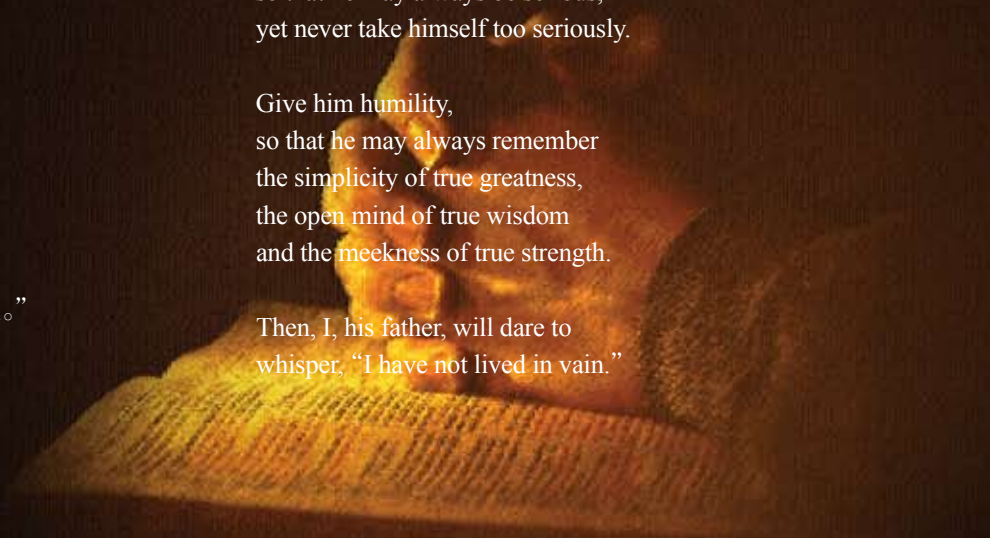 yet never take himself too seriously.
Give him humility,
so that he may always remember
the simplicity of true greatness,
the open mind of true wisdom
and the meekness of true strength.
。”
Then, I, his father, will dare to
whisper, “I have not lived in vain.”